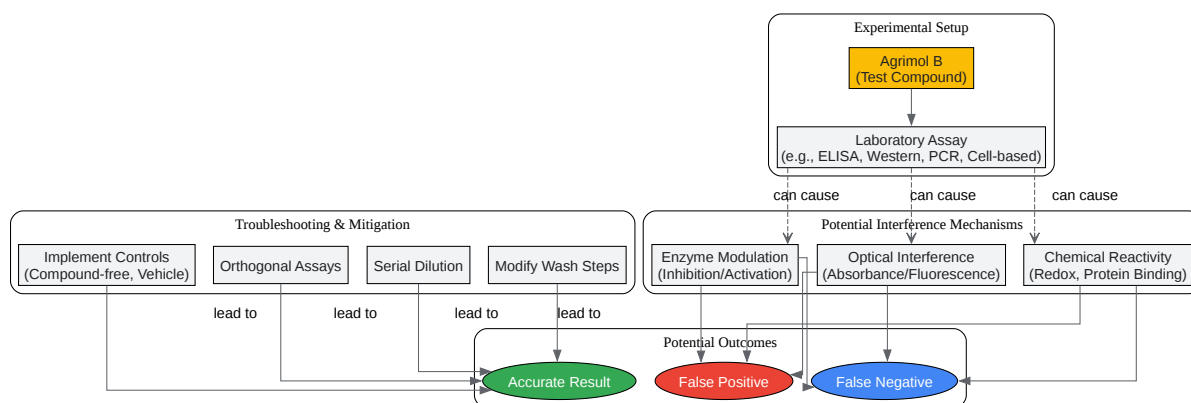 Experimental Setup
Agrimol B
(Test Compound)
Laboratory Assay
(e.g., ELISA, Western, PCR, Cell-based)
can cause
can cause
can cause
Troubleshooting & Mitigation
Implement Controls
(Compound-free, Vehicle)
Orthogonal Assays
Serial Dilution
Modify Wash Steps
Potential Interference Mechanisms
Enzyme Modulation
(Inhibition/Activation)
Optical Interference
(Absorbance/Fluorescence)
Chemical Reactivity
(Redox, Protein Binding)
lead to
lead to
lead to
lead to
Potential Outcomes
Accurate Result
False Positive
False Negative